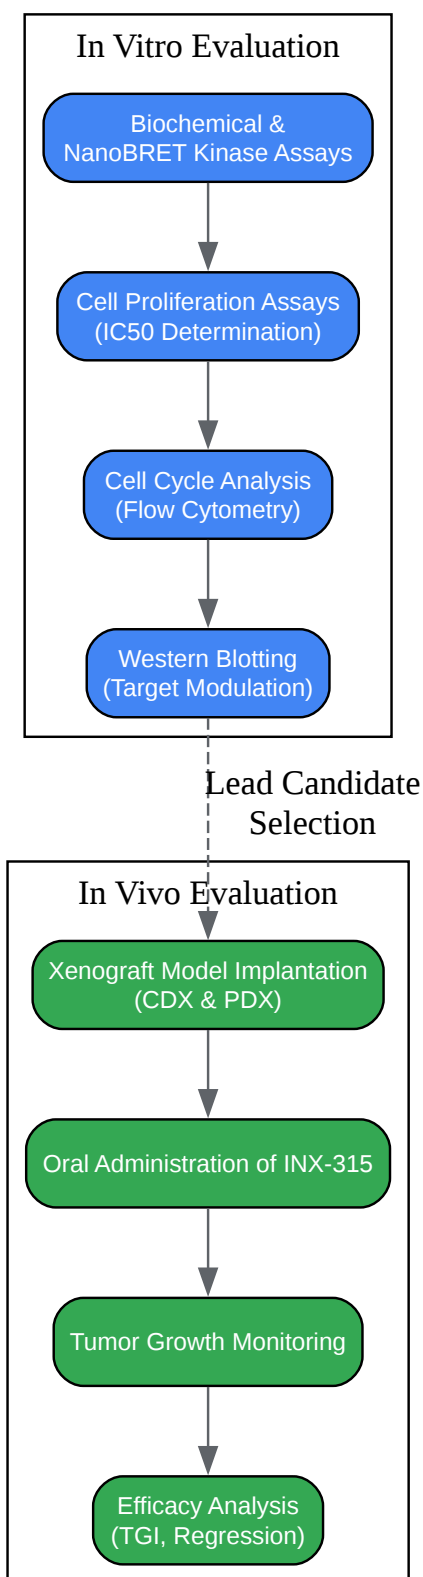 In Vitro Evaluation
Biochemical &
NanoBRET Kinase Assays
Cell Proliferation Assays
(IC50 Determination)
Cell Cycle Analysis
(Flow Cytometry)
Western Blotting
(Target Modulation)
Lead Candidate
Selection
In Vivo Evaluation
Xenograft Model Implantation
(CDX & PDX)
Oral Administration of INX-315
Tumor Growth Monitoring
Efficacy Analysis
(TGI, Regression)